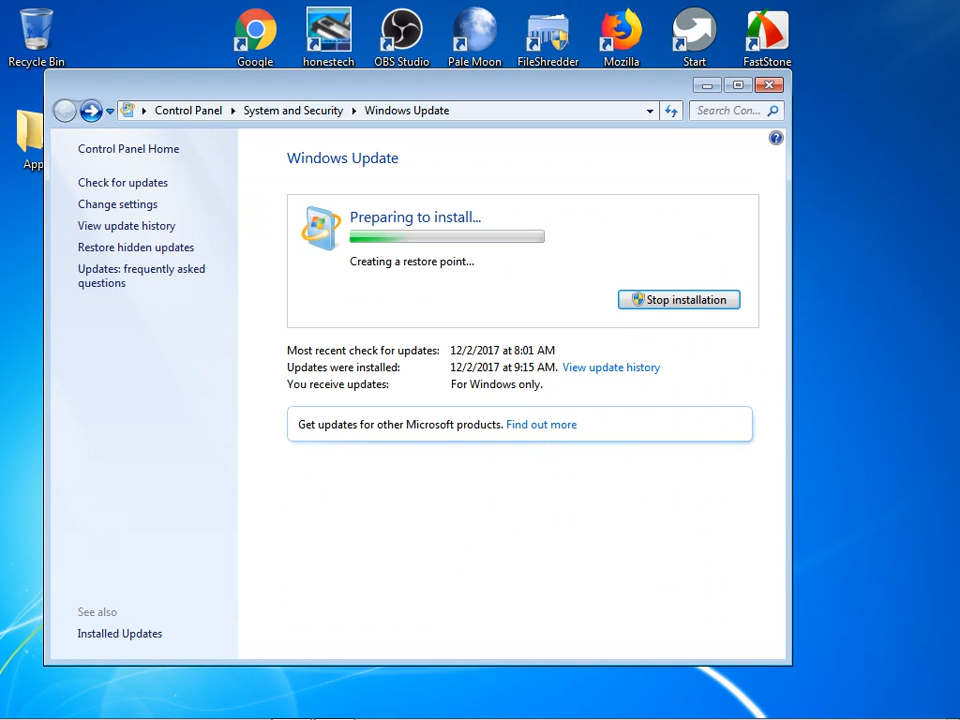 Recycle Bin
Google
honestech
OBS Studio
Pale Moon
FileShredder
Mozilla
Start
FastStone
App
Control Panel
System and Security
Windows Update
Search Con...
Control Panel Home
Check for updates
Change settings
View update history
Restore hidden updates
Updates: frequently asked
questions
See also
Installed Updates
Windows Update
Preparing to install...
Creating a restore point...
Stop installation
Most recent check for updates: 12/2/2017 at 8:01 AM
Updates were installed: 12/2/2017 at 9:15 AM. View update history
You receive updates: For Windows only.
Get updates for other Microsoft products. Find out more